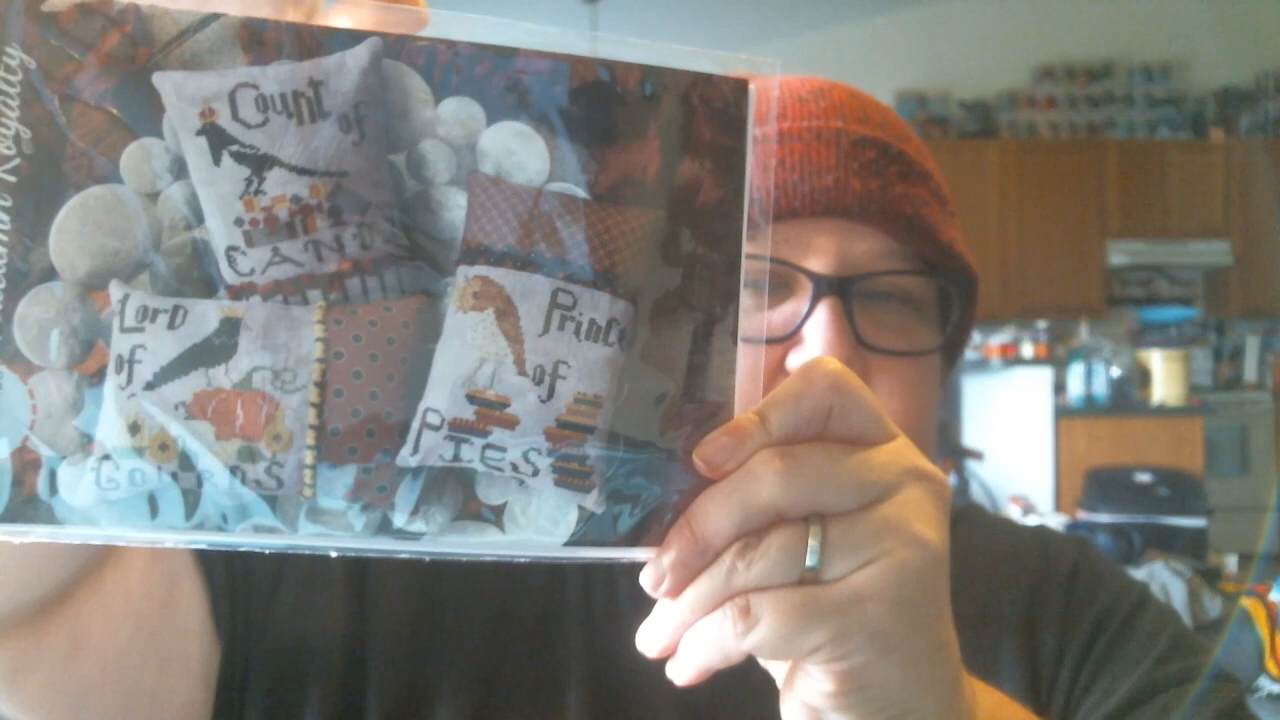 Autumn Royalty
Count
of
CANDY
Lord
of
GOURDS
Prince
of
PIES